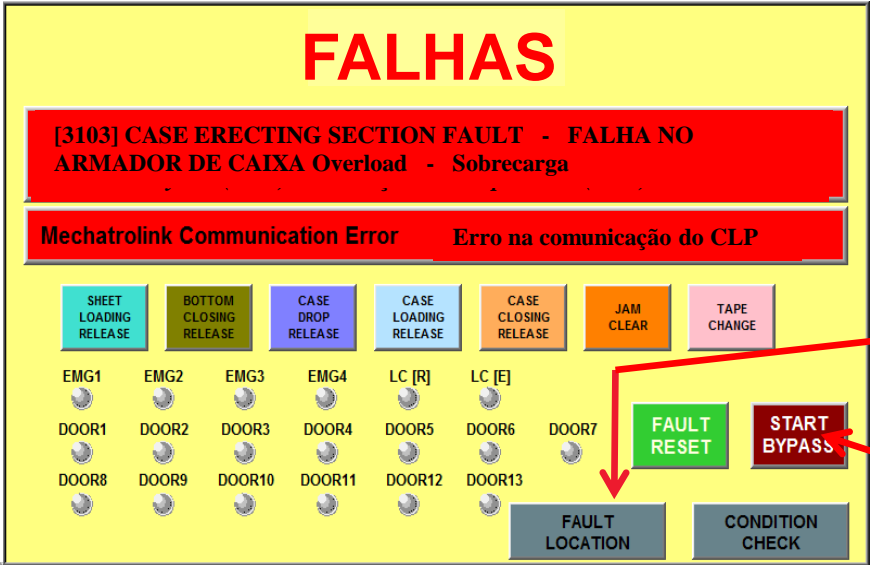 FALHAS
[3103] CASE ERECTING SECTION FAULT - FALHA NO
ARMADOR DE CAIXA Overload - Sobrecarga
Mechatrolink Communication Error Erro na comunicação do CLP
SHEET LOADING RELEASE
BOTTOM CLOSING RELEASE
CASE DROP RELEASE
CASE LOADING RELEASE
CASE CLOSING RELEASE
JAM CLEAR
TAPE CHANGE
EMG1 EMG2 EMG3 EMG4 LC [R] LC [E]
DOOR1 DOOR2 DOOR3 DOOR4 DOOR5 DOOR6 DOOR7
FAULT RESET
START BYPASS
DOOR8 DOOR9 DOOR10 DOOR11 DOOR12 DOOR13
FAULT LOCATION
CONDITION CHECK